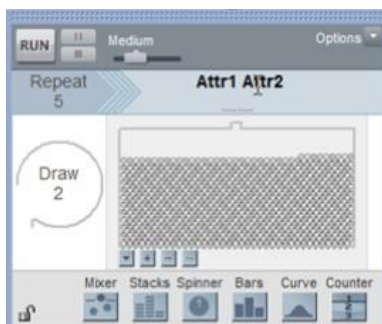 RUN Medium Options
Repeat Attr1 Attr2
5
Draw
2
Mixer Stacks Spinner Bars Curve Counter